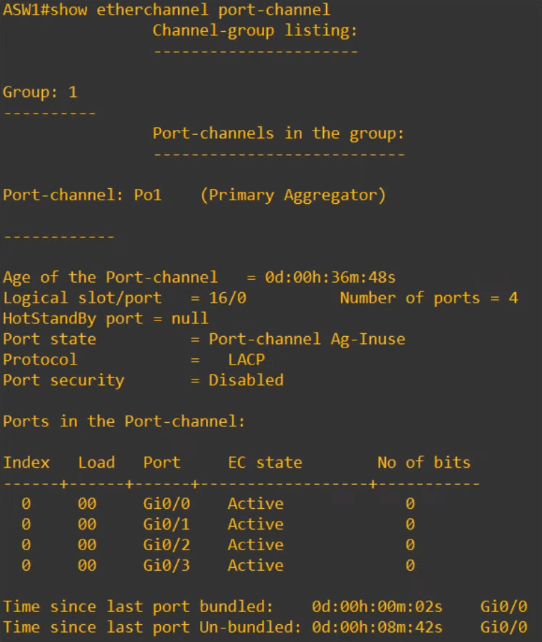 ASW1#show etherchannel port-channel
Channel-group listing:
----------------------
Group: 1
----------
Port-channels in the group:
---------------------------
Port-channel: Po1    (Primary Aggregator)
------------
Age of the Port-channel   = 0d:00h:36m:48s
Logical slot/port   = 16/0             Number of ports = 4
HotStandBy port = null
Port state          = Port-channel Ag-Inuse
Protocol            =   LACP
Port security       = Disabled
Ports in the Port-channel:
Index   Load   Port     EC state        No of bits
------+------+------+------------------+-----------
0     00     Gi0/0    Active             0
0     00     Gi0/1    Active             0
0     00     Gi0/2    Active             0
0     00     Gi0/3    Active             0
Time since last port bundled:    0d:00h:00m:02s    Gi0/0
Time since last port Un-bundled: 0d:00h:08m:42s    Gi0/0